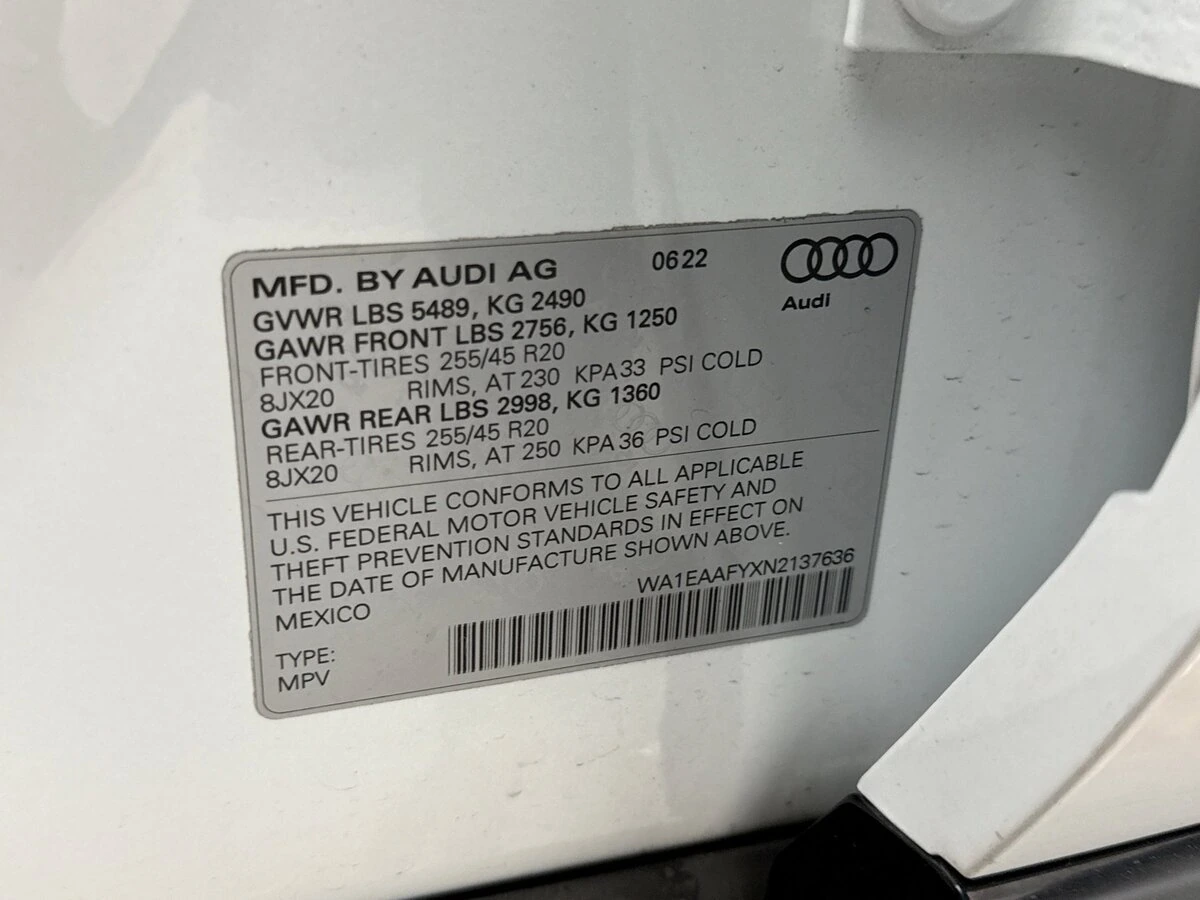 MFD. BY AUDI AG 0622
Audi
GVWR LBS 5489, KG 2490
GAWR FRONT LBS 2756, KG 1250
FRONT-TIRES 255/45 R20
8JX20 RIMS, AT 230 KPA 33 PSI COLD
GAWR REAR LBS 2998, KG 1360
REAR-TIRES 255/45 R20
8JX20 RIMS, AT 250 KPA 36 PSI COLD
THIS VEHICLE CONFORMS TO ALL APPLICABLE
U.S. FEDERAL MOTOR VEHICLE SAFETY AND
THEFT PREVENTION STANDARDS IN EFFECT ON
THE DATE OF MANUFACTURE SHOWN ABOVE.
MEXICO WA1EAAFYXN2137636
TYPE:
MPV